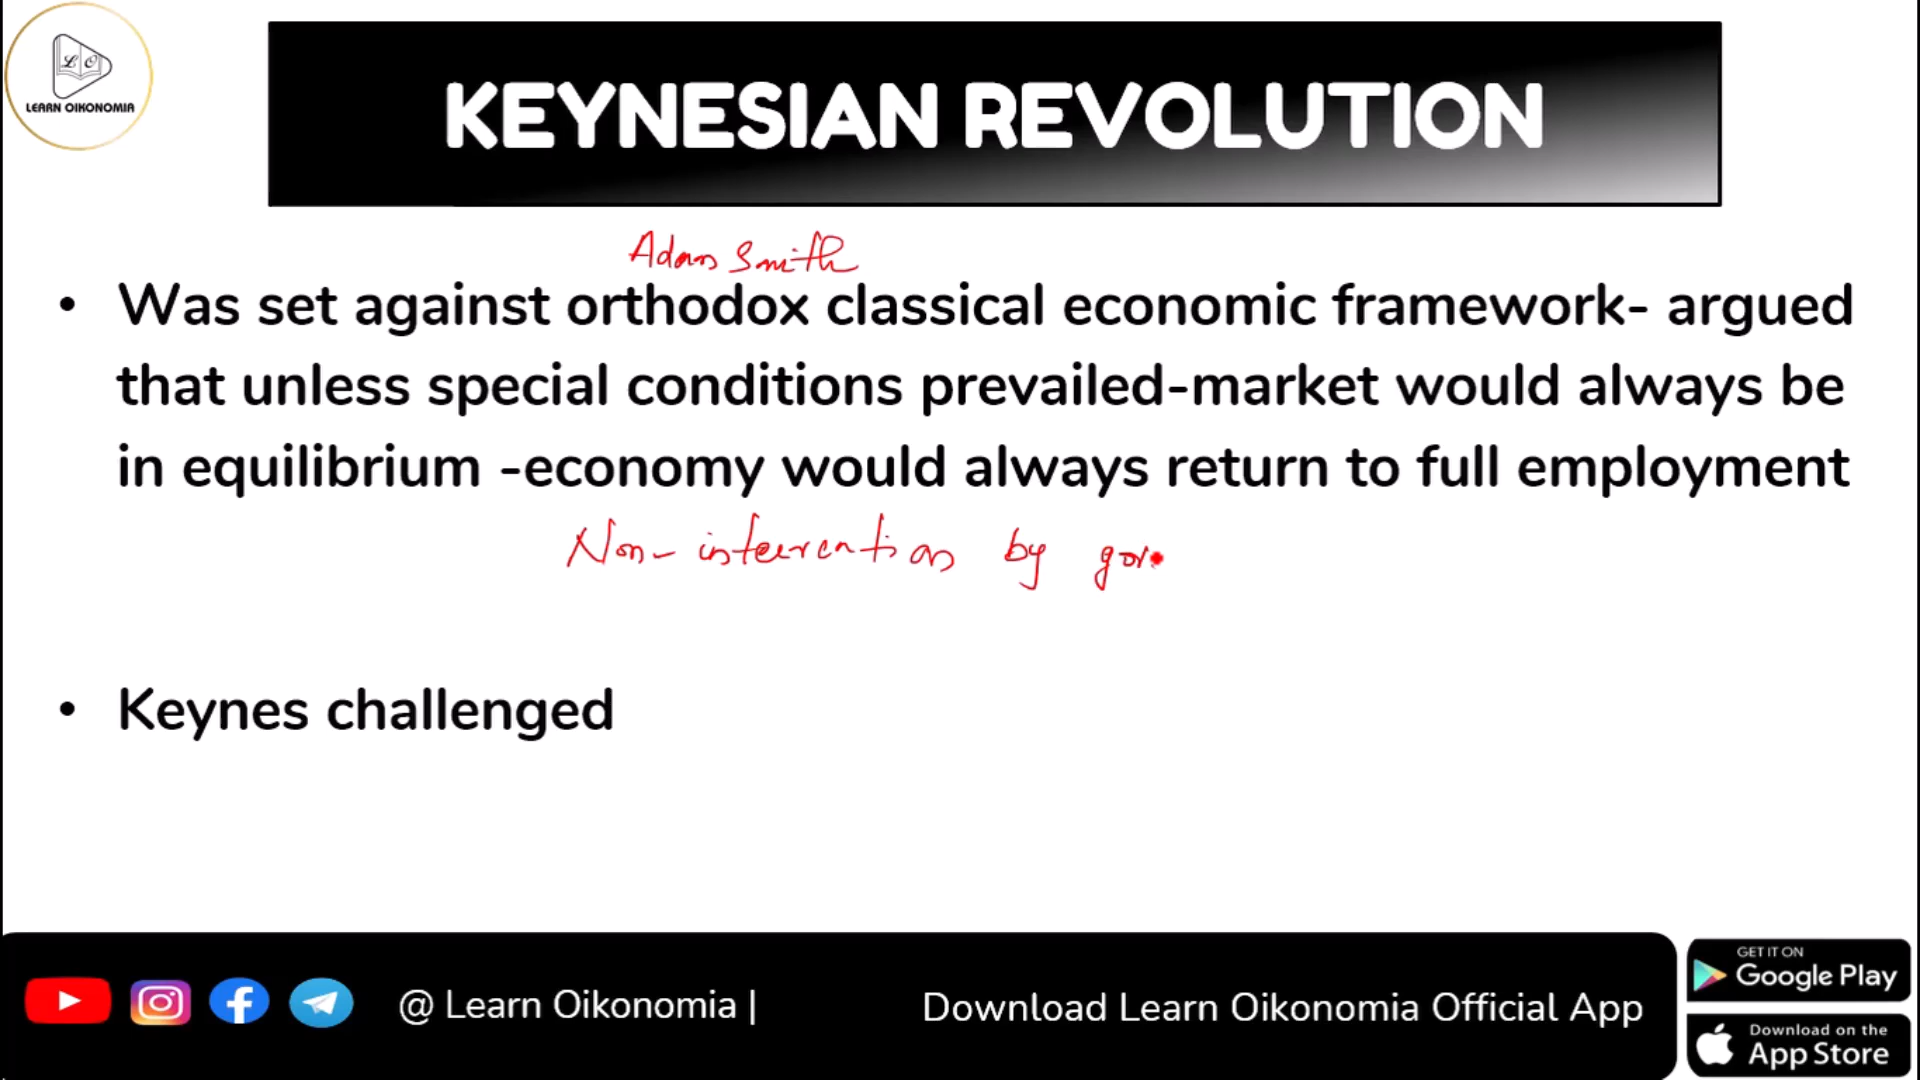 L O
LEARN OIKONOMIA
KEYNESIAN REVOLUTION
Adam Smith
• Was set against orthodox classical economic framework- argued
that unless special conditions prevailed-market would always be
in equilibrium -economy would always return to full employment
Non-intervention by gov
• Keynes challenged
@ Learn Oikonomia |
Download Learn Oikonomia Official App
GET IT ON
Google Play
Download on the
App Store